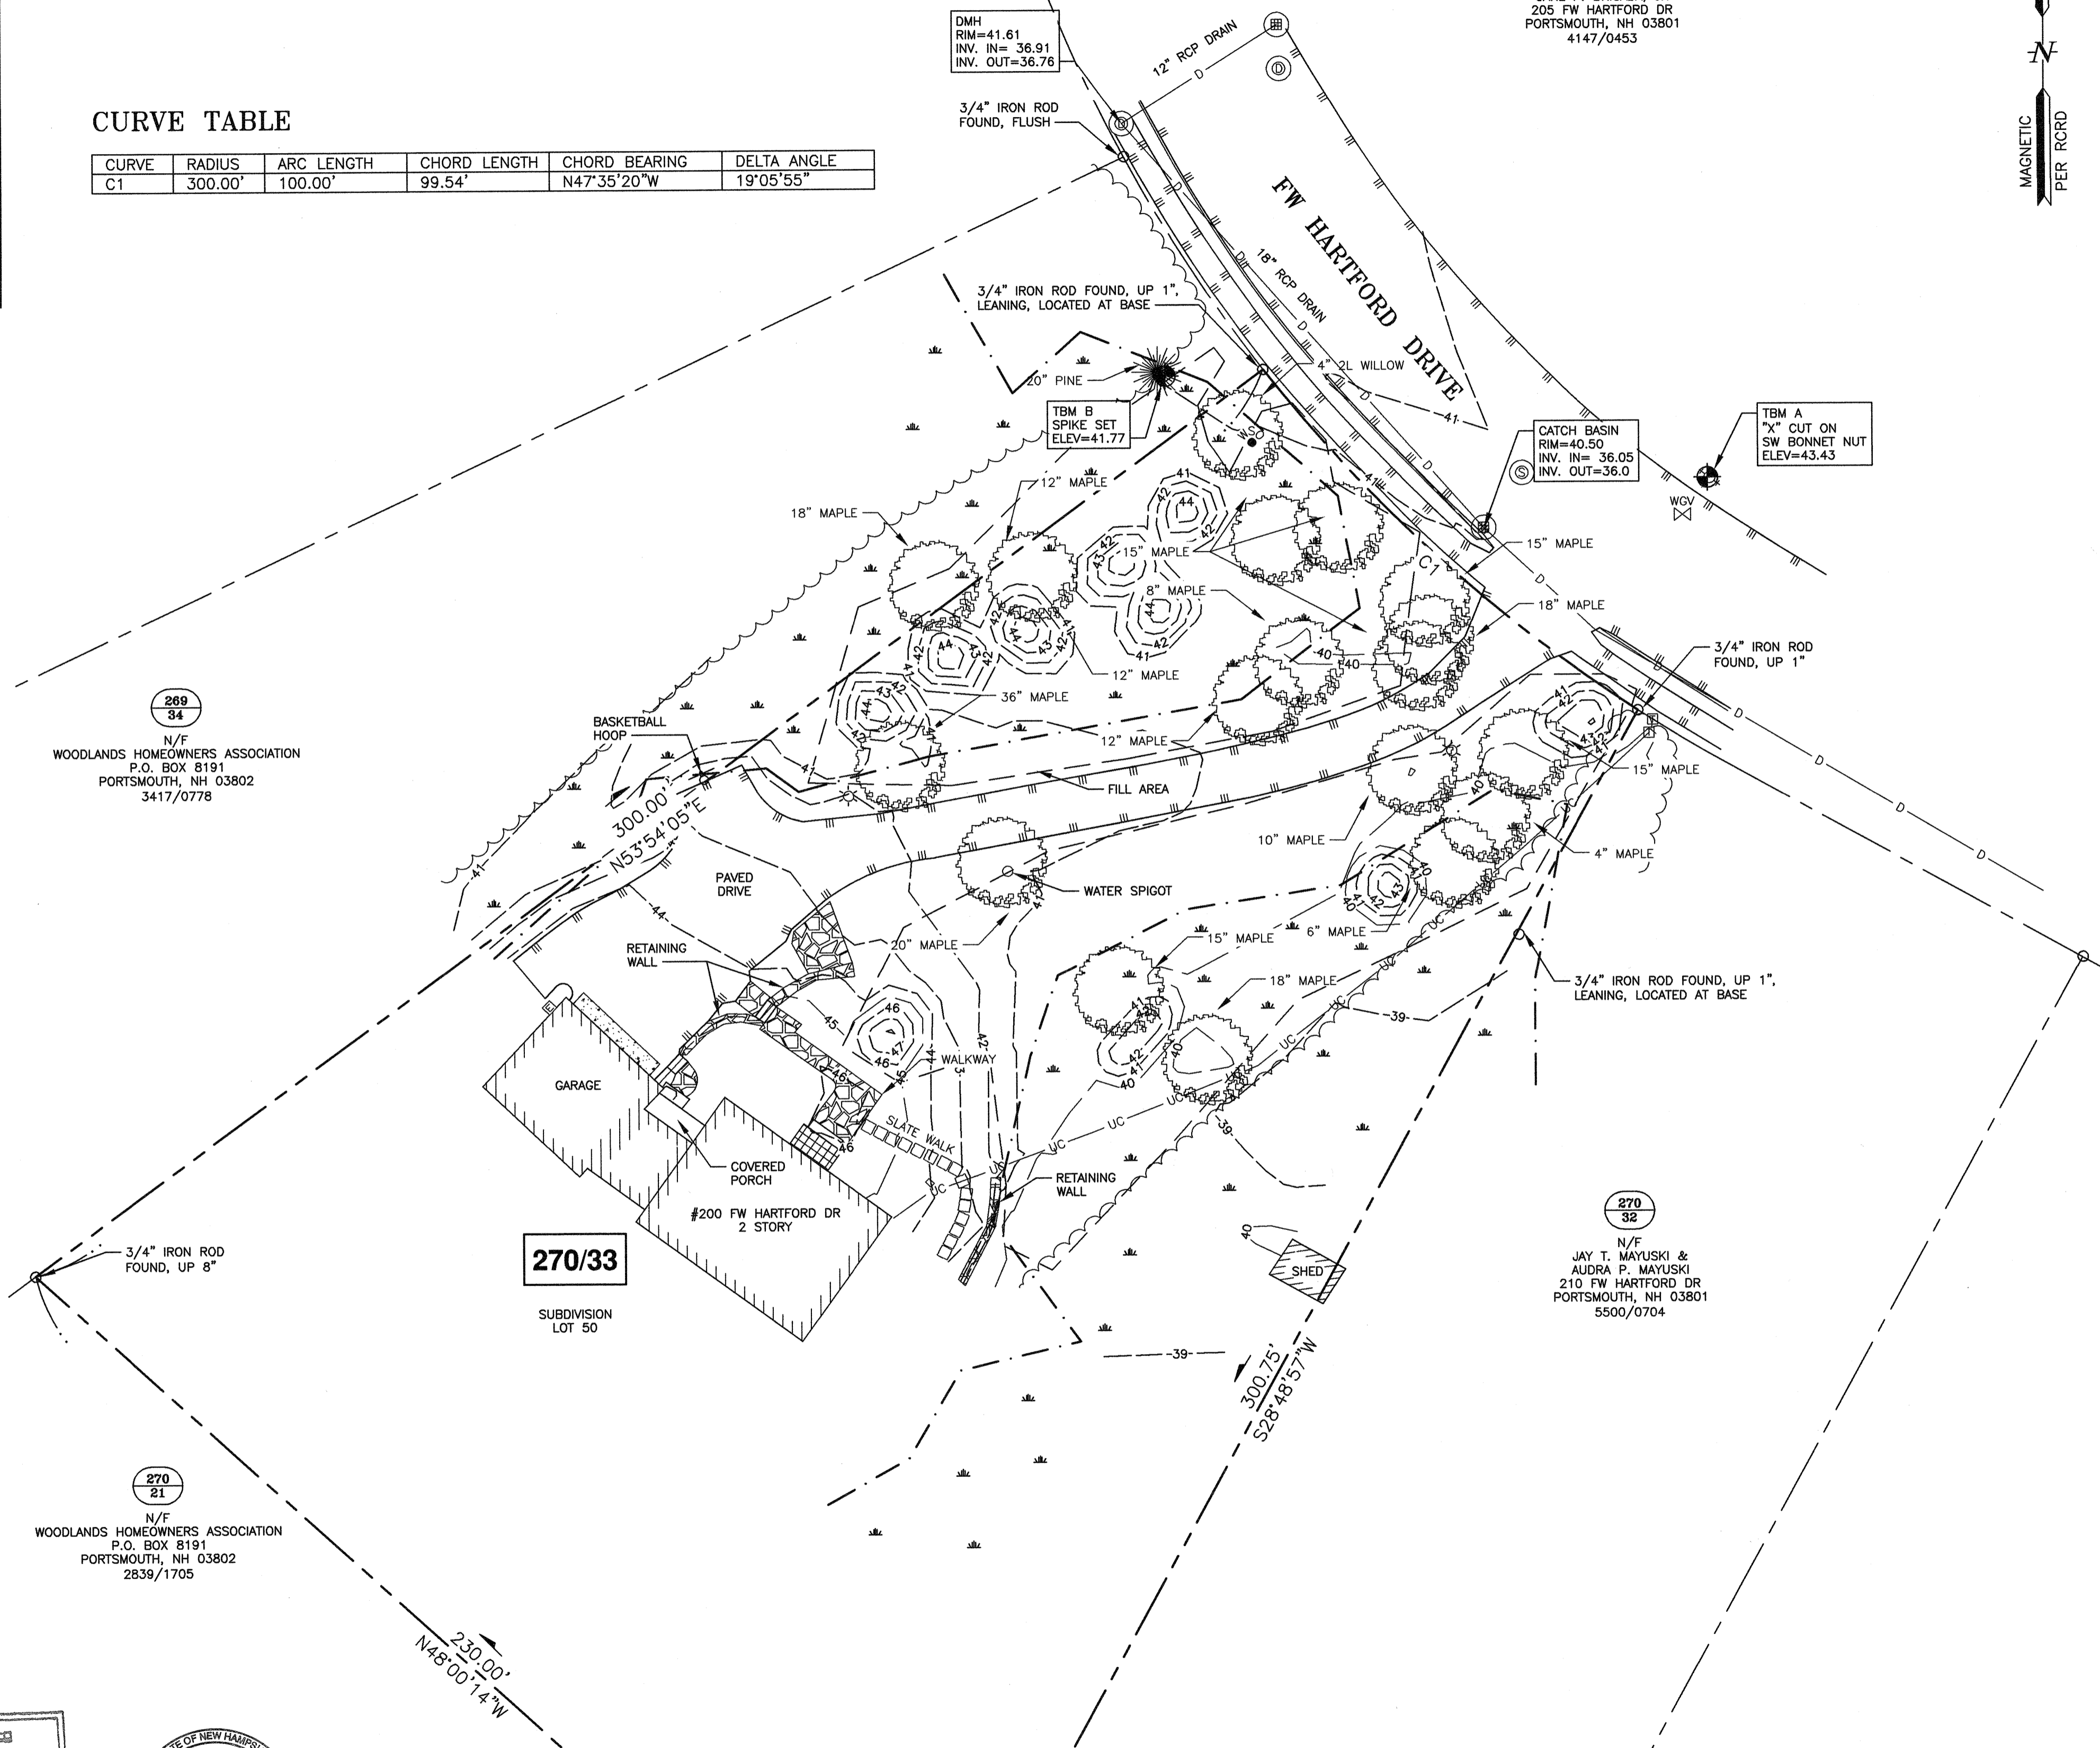 205 FW HARTFORD DR
PORTSMOUTH, NH 03801
4147/0453
N
MAGNETIC
PER RCRD
DMH
RIM=41.61
INV. IN= 36.91
INV. OUT=36.76
12" RCP DRAIN
D
D
3/4" IRON ROD
FOUND, FLUSH
CURVE TABLE
CURVE RADIUS ARC LENGTH CHORD LENGTH CHORD BEARING DELTA ANGLE
C1 300.00' 100.00' 99.54' N47°35'20"W 19°05'55"
FW HARTFORD DRIVE
18" RCP DRAIN
3/4" IRON ROD FOUND, UP 1",
LEANING, LOCATED AT BASE
4" 2L WILLOW
20" PINE
TBM B
SPIKE SET
ELEV=41.77
WSO
41
CATCH BASIN
RIM=40.50
INV. IN= 36.05
INV. OUT=36.0
S
TBM A
"X" CUT ON
SW BONNET NUT
ELEV=43.43
WGV
12" MAPLE
18" MAPLE
15" MAPLE
15" MAPLE
C1
8" MAPLE
18" MAPLE
3/4" IRON ROD
FOUND, UP 1"
12" MAPLE
36" MAPLE
12" MAPLE
15" MAPLE
269
34
N/F
WOODLANDS HOMEOWNERS ASSOCIATION
P.O. BOX 8191
PORTSMOUTH, NH 03802
3417/0778
BASKETBALL
HOOP
FILL AREA
300.00'
N53°54'05"E
10" MAPLE
4" MAPLE
PAVED
DRIVE
WATER SPIGOT
RETAINING
WALL
20" MAPLE
15" MAPLE
6" MAPLE
18" MAPLE
3/4" IRON ROD FOUND, UP 1",
LEANING, LOCATED AT BASE
E
GARAGE
WALKWAY
SLATE WALK
COVERED
PORCH
RETAINING
WALL
UC
#200 FW HARTFORD DR
2 STORY
270/33
SUBDIVISION
LOT 50
SHED
40
39
3/4" IRON ROD
FOUND, UP 8"
270
32
N/F
JAY T. MAYUSKI &
AUDRA P. MAYUSKI
210 FW HARTFORD DR
PORTSMOUTH, NH 03801
5500/0704
300.75'
S28°48'57"W
270
21
N/F
WOODLANDS HOMEOWNERS ASSOCIATION
P.O. BOX 8191
PORTSMOUTH, NH 03802
2839/1705
230.00'
N48°00'14"W
OF NEW HAMPS